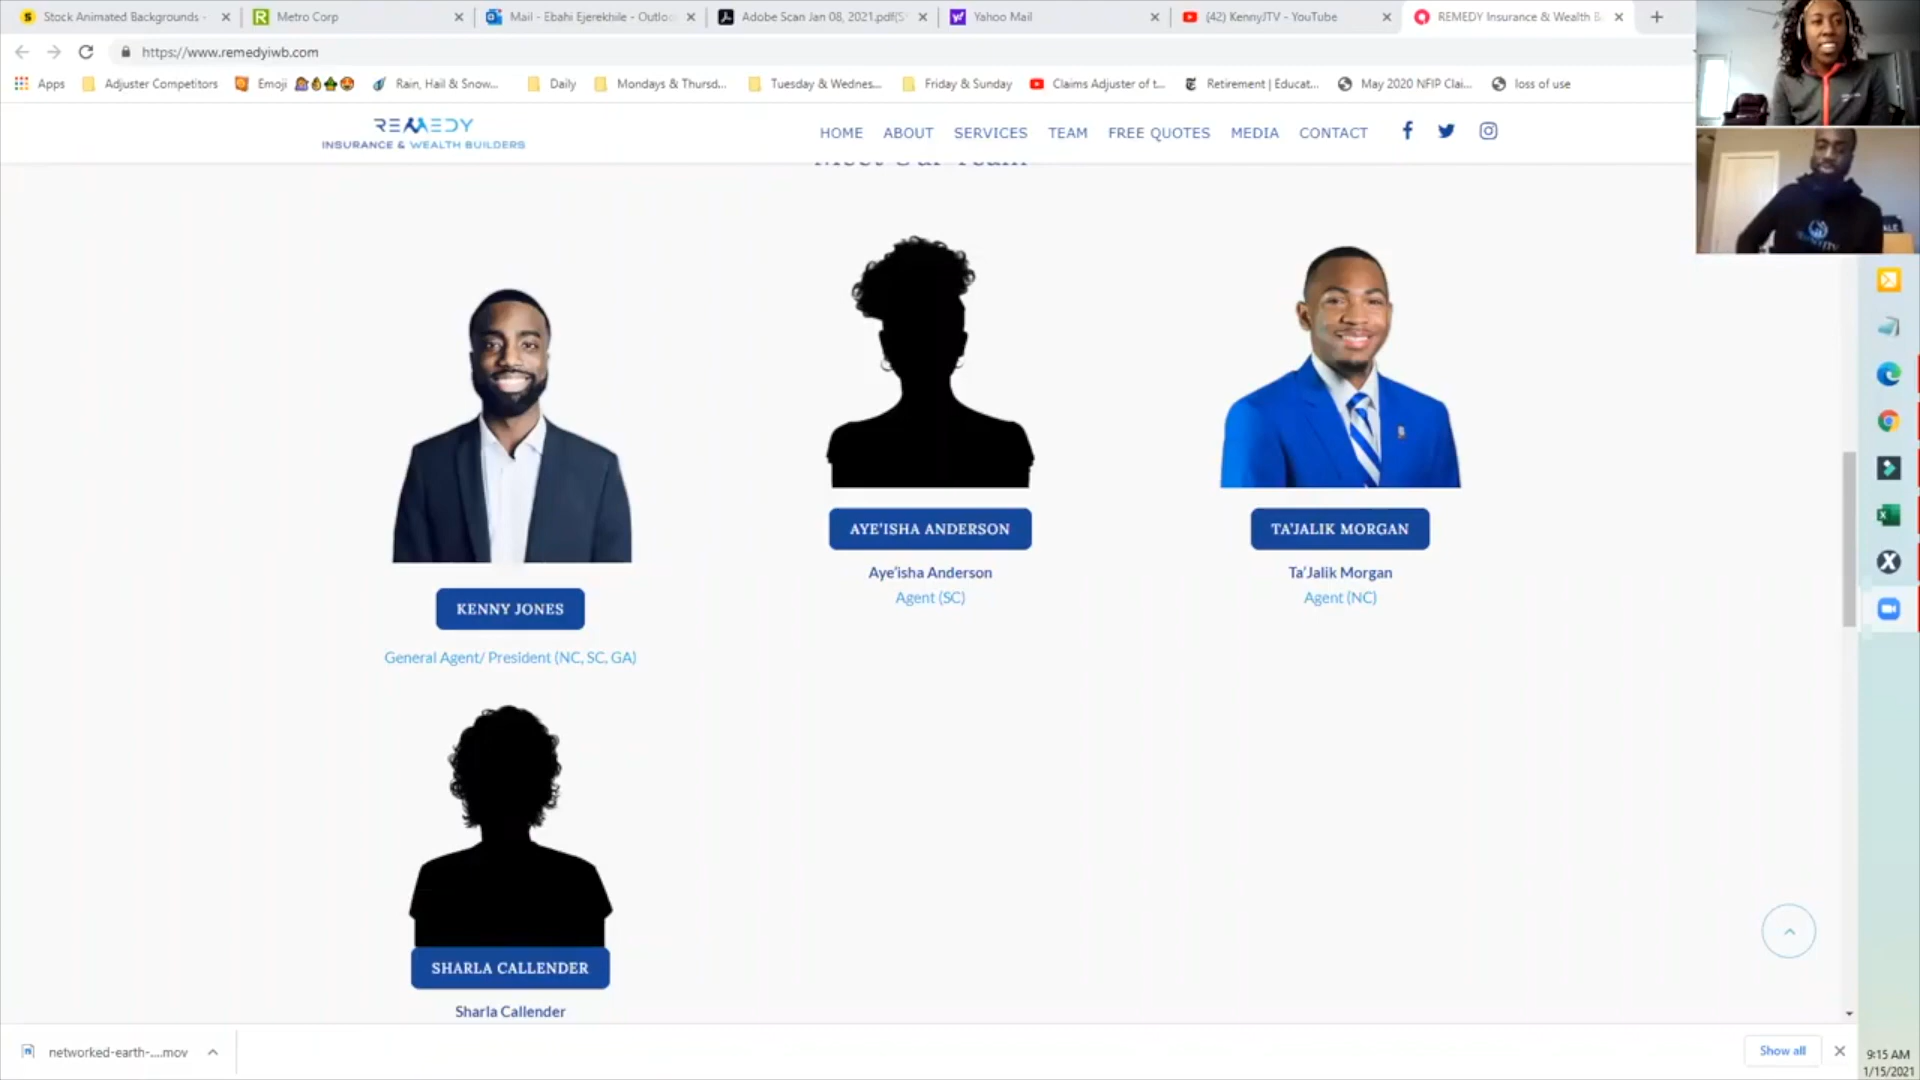 Stock Animated Backgrounds -
Metro Corp
Mail - Ebahi Ejerekhile - Outloo
Adobe Scan Jan 08, 2021.pdf(S
Yahoo Mail
(42) KennyJTV - YouTube
REMEDY Insurance & Wealth B
https://www.remedyiwb.com
Apps
Adjuster Competitors
Emoji
Rain, Hail & Snow...
Daily
Mondays & Thursd...
Tuesday & Wednes...
Friday & Sunday
Claims Adjuster of t...
Retirement | Educat...
May 2020 NFIP Clai...
loss of use
REMEDY
INSURANCE & WEALTH BUILDERS
HOME
ABOUT
SERVICES
TEAM
FREE QUOTES
MEDIA
CONTACT
Meet Our Team
KENNY JONES
General Agent/ President (NC, SC, GA)
AYE'ISHA ANDERSON
Aye'isha Anderson
Agent (SC)
TA'JALIK MORGAN
Ta'Jalik Morgan
Agent (NC)
SHARLA CALLENDER
Sharla Callender
networked-earth-....mov
Show all
9:15 AM
1/15/2021